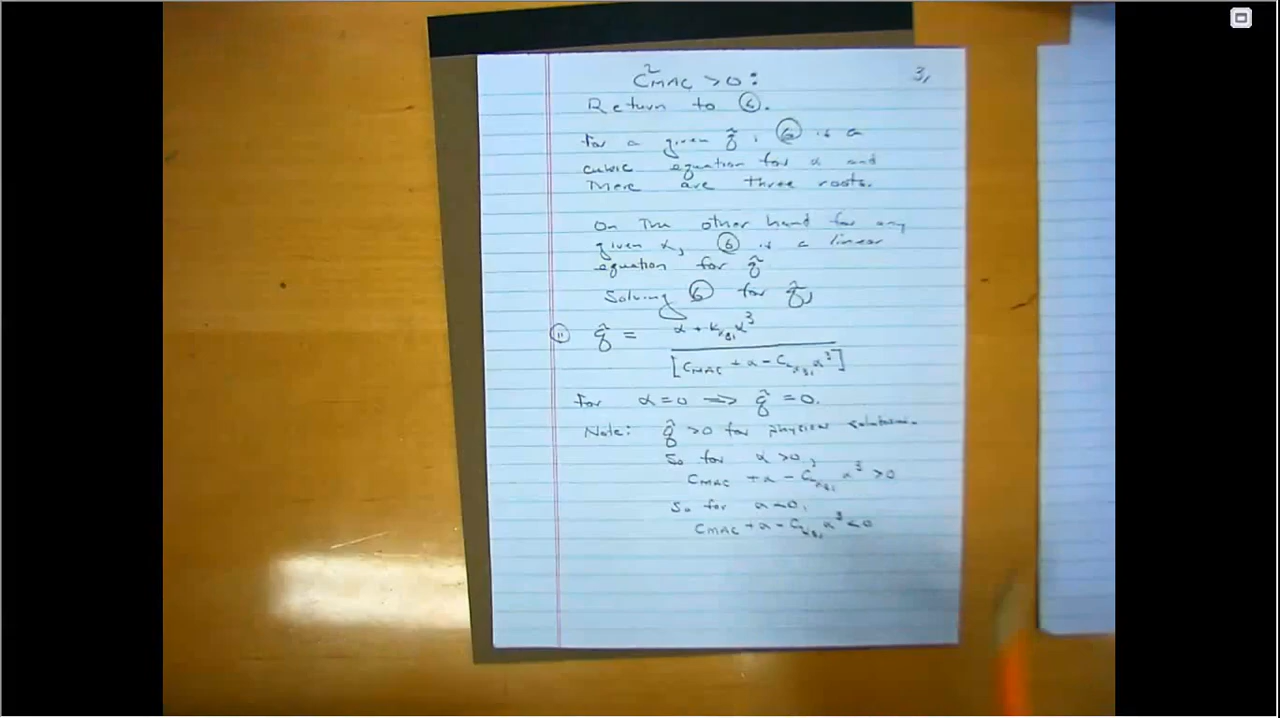 C²MAC > 0:
3,
Return to ⑥.
For a given q̂, ⑥ is a
cubic equation for α and
there are three roots.
On the other hand for any
given α, ⑥ is a linear
equation for q̂
Solving ⑥ for q̂,
⑪ q̂ = α + K α³
[CMAC + α - C α³]
For α = 0 ⟹ q̂ = 0.
Note: q̂ > 0 for physical solutions.
So for α > 0,
CMAC + α - C α³ > 0
So for α < 0,
CMAC + α - C α³ < 0